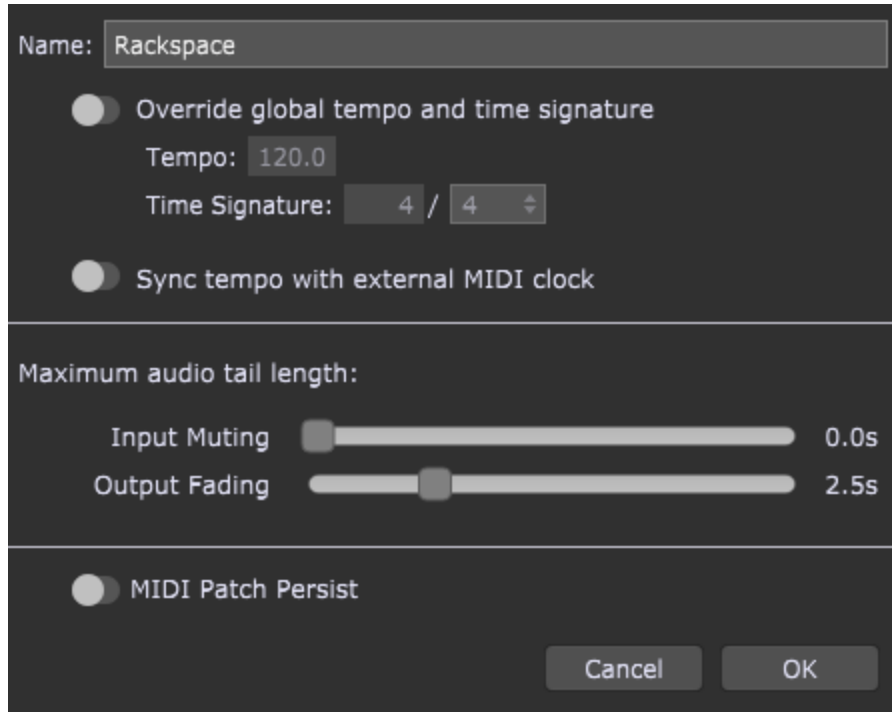 Name: Rackspace
Override global tempo and time signature
Tempo: 120.0
Time Signature: 4 / 4
Sync tempo with external MIDI clock
Maximum audio tail length:
Input Muting 0.0s
Output Fading 2.5s
MIDI Patch Persist
Cancel OK